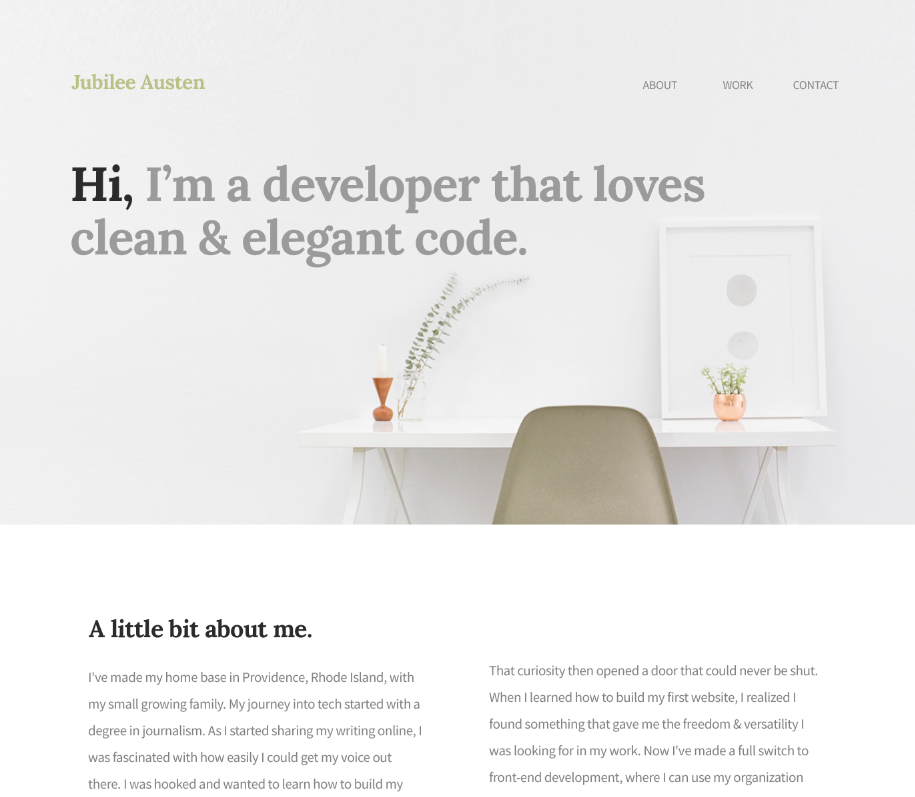 Jubilee Austen
ABOUT WORK CONTACT
Hi, I’m a developer that loves
clean & elegant code.
A little bit about me.
I've made my home base in Providence, Rhode Island, with
my small growing family. My journey into tech started with a
degree in journalism. As I started sharing my writing online, I
was fascinated with how easily I could get my voice out
there. I was hooked and wanted to learn how to build my
That curiosity then opened a door that could never be shut.
When I learned how to build my first website, I realized I
found something that gave me the freedom & versatility I
was looking for in my work. Now I've made a full switch to
front-end development, where I can use my organization